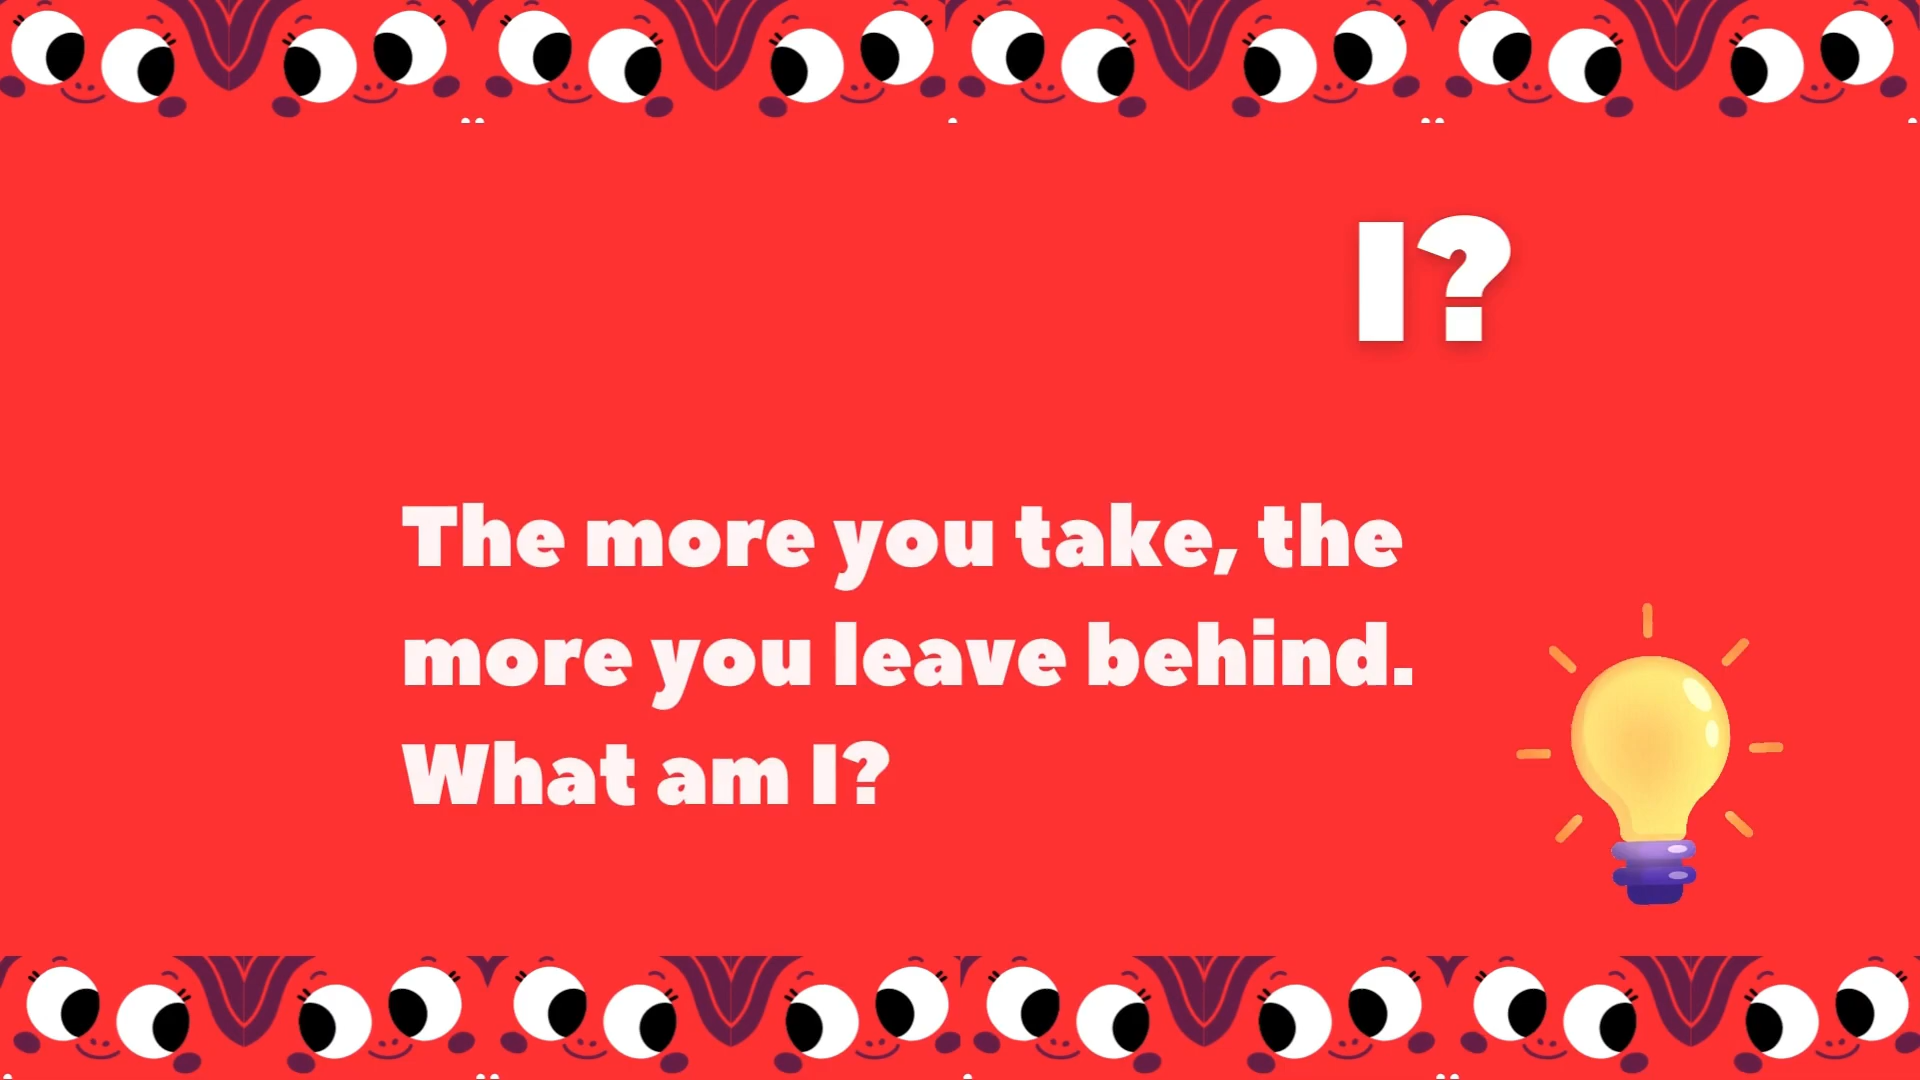 I?
The more you take, the
more you leave behind.
What am I?